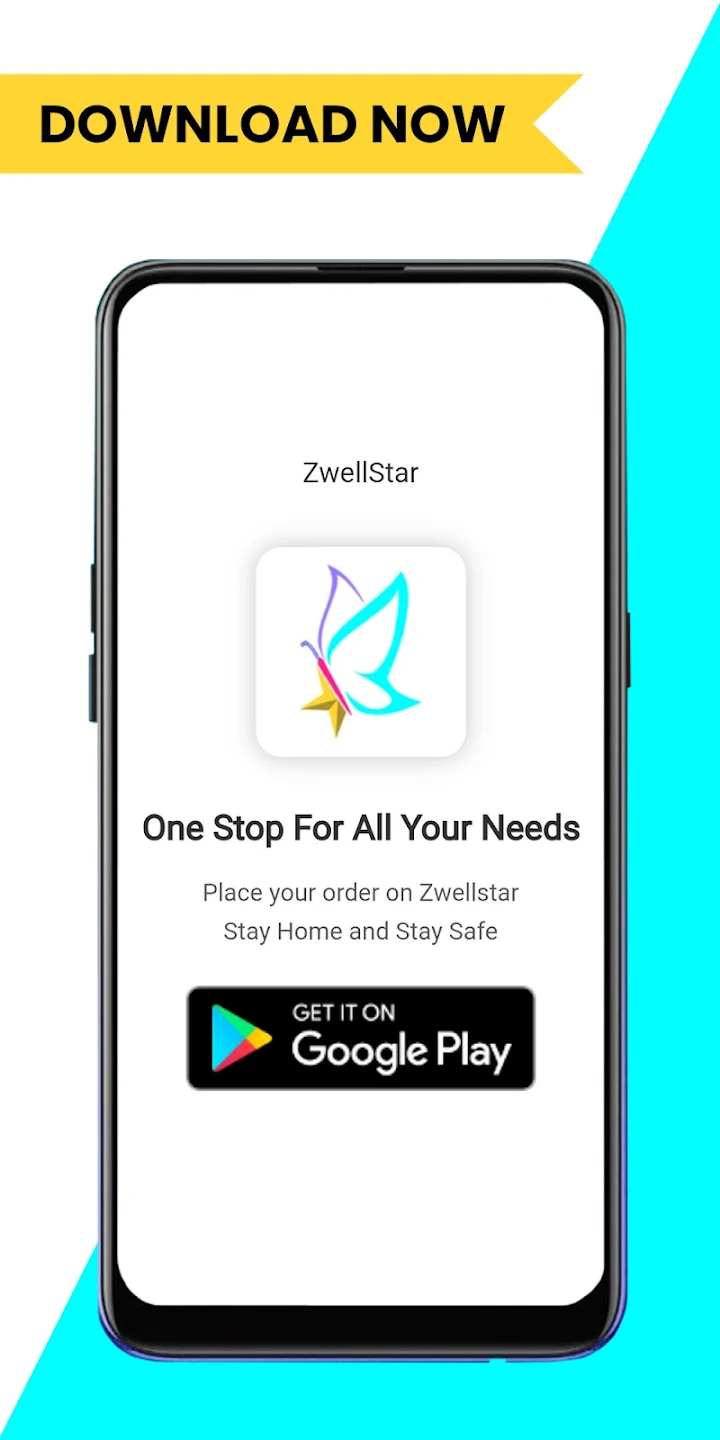 DOWNLOAD NOW
ZwellStar
One Stop For All Your Needs
Place your order on Zwellstar
Stay Home and Stay Safe
GET IT ON
Google Play